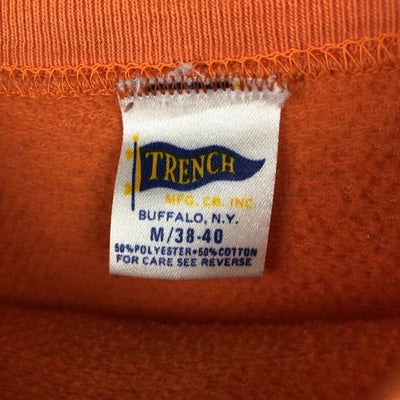 TRENCH
MFG. CO. INC.
BUFFALO, N.Y.
M/38-40
50% POLYESTER•50% COTTON
FOR CARE SEE REVERSE